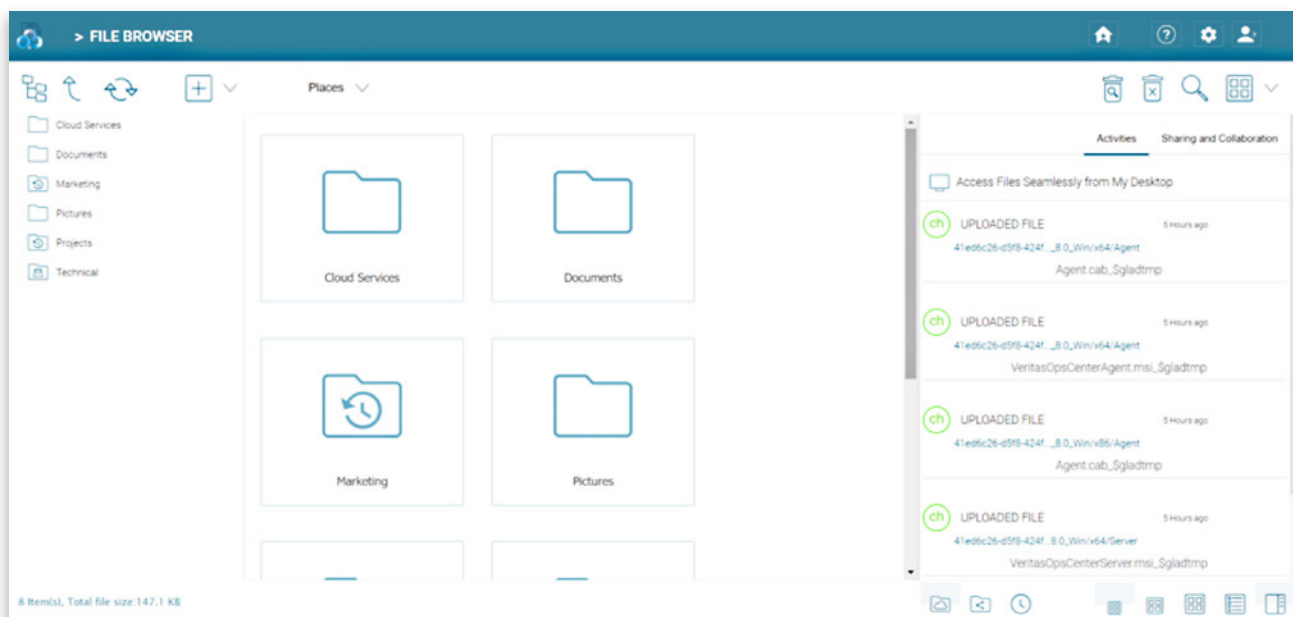 > FILE BROWSER
Places
Cloud Services
Documents
Marketing
Pictures
Projects
Technical
Cloud Services
Documents
Marketing
Pictures
Activities
Sharing and Collaboration
Access Files Seamlessly from My Desktop
ch
UPLOADED FILE
5 Hours ago
41ed6c26-d5f8-424f..._8.0_Win/x64/Agent
Agent.cab_$gladtmp
ch
UPLOADED FILE
5 Hours ago
41ed6c26-d5f8-424f..._8.0_Win/x64/Agent
VeritasOpsCenterAgent.msi_$gladtmp
ch
UPLOADED FILE
5 Hours ago
41ed6c26-d5f8-424f..._8.0_Win/x86/Agent
Agent.cab_$gladtmp
ch
UPLOADED FILE
5 Hours ago
41ed6c26-d5f8-424f...8.0_Win/x64/Server
VeritasOpsCenterServer.msi_$gladtmp
6 Item(s), Total file size:147.1 KB